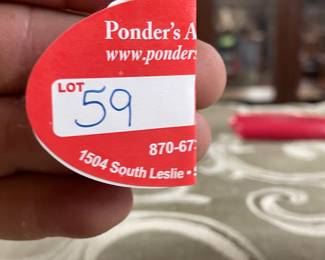 Ponder's A
www.ponders
LOT
59
870-67
1504 South Leslie •